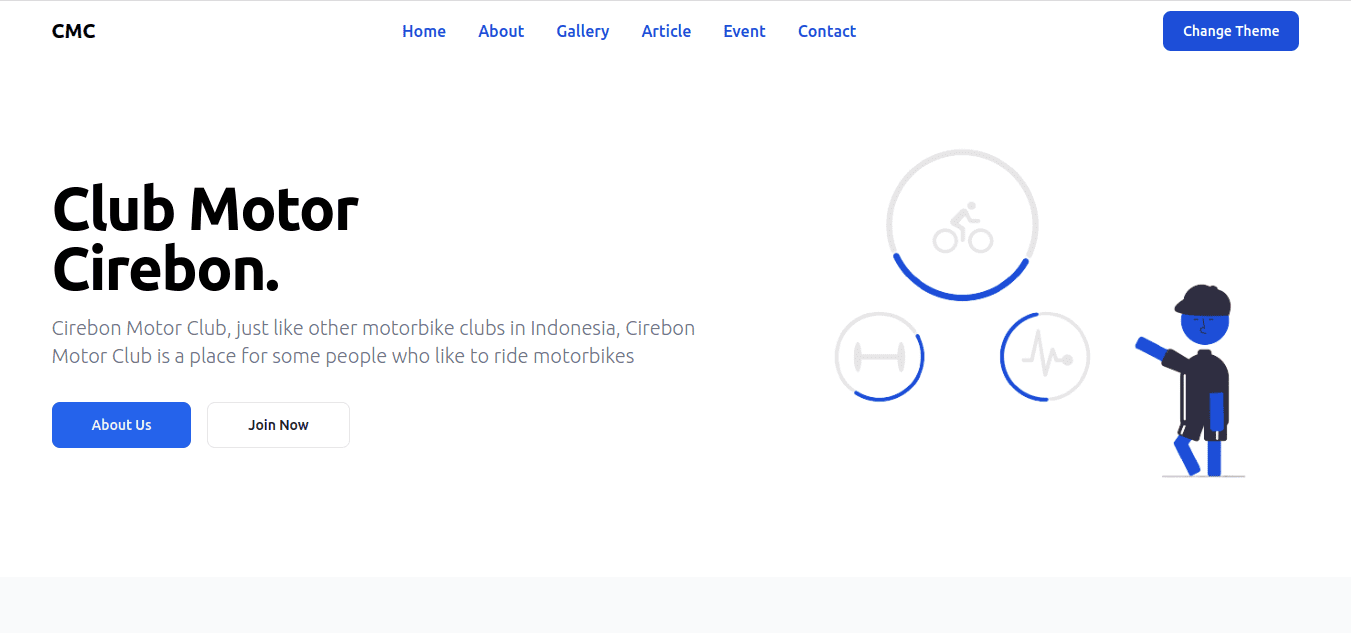 CMC
Home About Gallery Article Event Contact
Change Theme
Club Motor
Cirebon.
Cirebon Motor Club, just like other motorbike clubs in Indonesia, Cirebon
Motor Club is a place for some people who like to ride motorbikes
About Us
Join Now